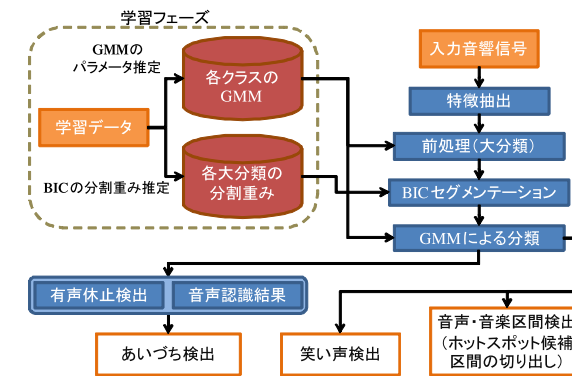 学習フェーズ
GMMの
パラメータ推定
各クラスの
GMM
学習データ
BICの分割重み推定
各大分類の
分割重み
入力音響信号
特徴抽出
前処理(大分類)
BICセグメンテーション
GMMによる分類
有声休止検出
音声認識結果
あいづち検出
笑い声検出
音声・音楽区間検出
(ホットスポット候補
区間の切り出し)